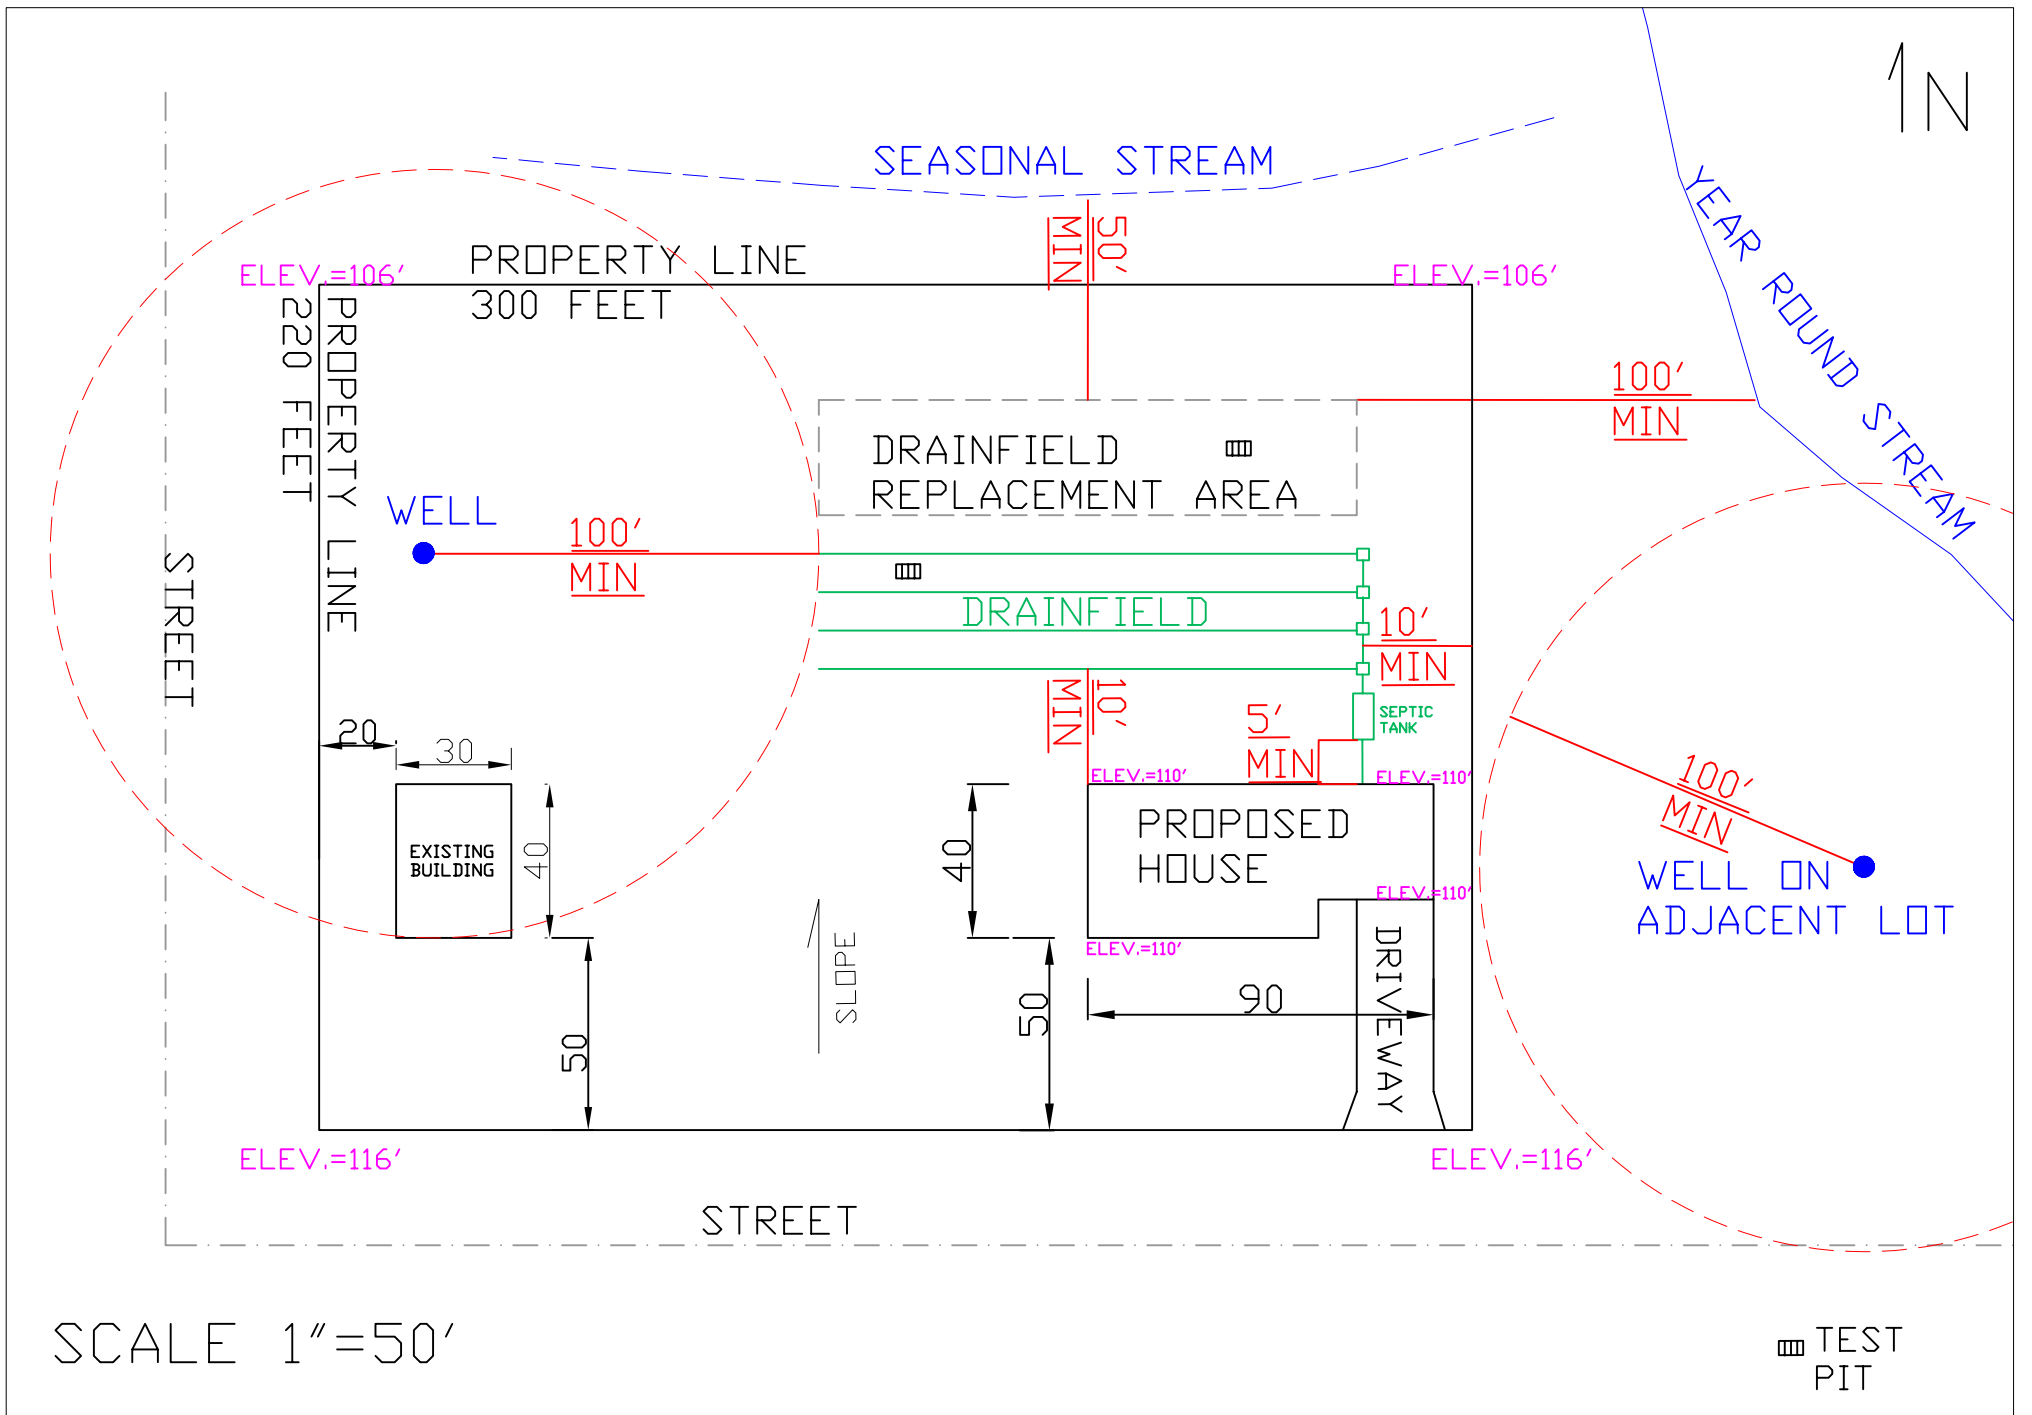 1N
SEASONAL STREAM
YEAR ROUND STREAM
50'
MIN
PROPERTY LINE
300 FEET
ELEV.=106'
ELEV.=106'
PROPERTY LINE
220 FEET
100'
MIN
DRAINFIELD
REPLACEMENT AREA
WELL
100'
MIN
STREET
DRAINFIELD
10'
MIN
10'
MIN
SEPTIC
TANK
5'
MIN
20
30
ELEV.=110'
ELEV.=110'
100'
MIN
EXISTING
BUILDING
40
40
PROPOSED
HOUSE
ELEV.=110'
WELL ON
ADJACENT LOT
ELEV.=110'
SLOPE
DRIVEWAY
50
50
90
ELEV.=116'
ELEV.=116'
STREET
SCALE 1"=50'
TEST
PIT